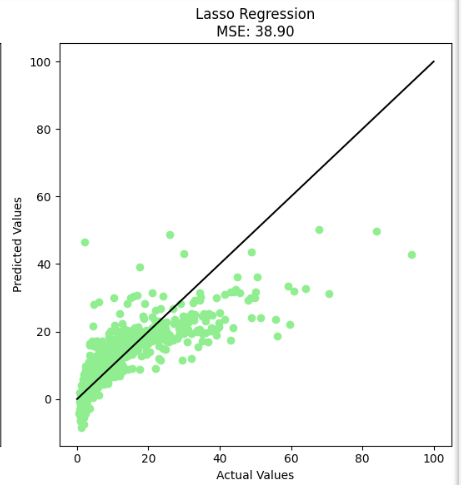 Lasso Regression
MSE: 38.90
100
80
60
40
20
0
Predicted Values
0 20 40 60 80 100
Actual Values